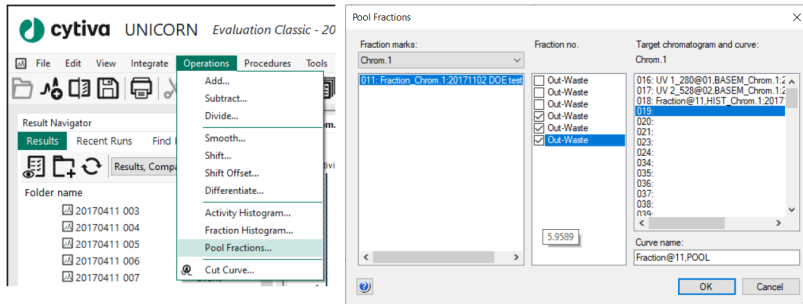 cytiva UNICORN Evaluation Classic - 20
File Edit View Integrate Operations Procedures Tools
Add...
Subtract...
Divide...
Smooth...
Shift...
Shift Offset...
Differentiate...
Activity Histogram...
Fraction Histogram...
Pool Fractions...
Cut Curve...
Result Navigator
Results Recent Runs Find
Results, Compa
Folder name
20170411 003
20170411 004
20170411 005
20170411 006
20170411 007
Pool Fractions
Fraction marks:
Chrom.1
011: Fraction_Chrom.1:20171102 DOE test
Fraction no.
Out-Waste
Out-Waste
Out-Waste
Out-Waste
Out-Waste
Out-Waste
5.9589
Target chromatogram and curve:
Chrom.1
016: UV 1_280@01,BASEM_Chrom.1:2
017: UV 2_528@02,BASEM_Chrom.1:2
018: Fraction@11,HIST_Chrom.1:2017
019:
020:
021:
023:
024:
034:
035:
036:
037:
038:
039:
Curve name:
Fraction@11,POOL
OK Cancel